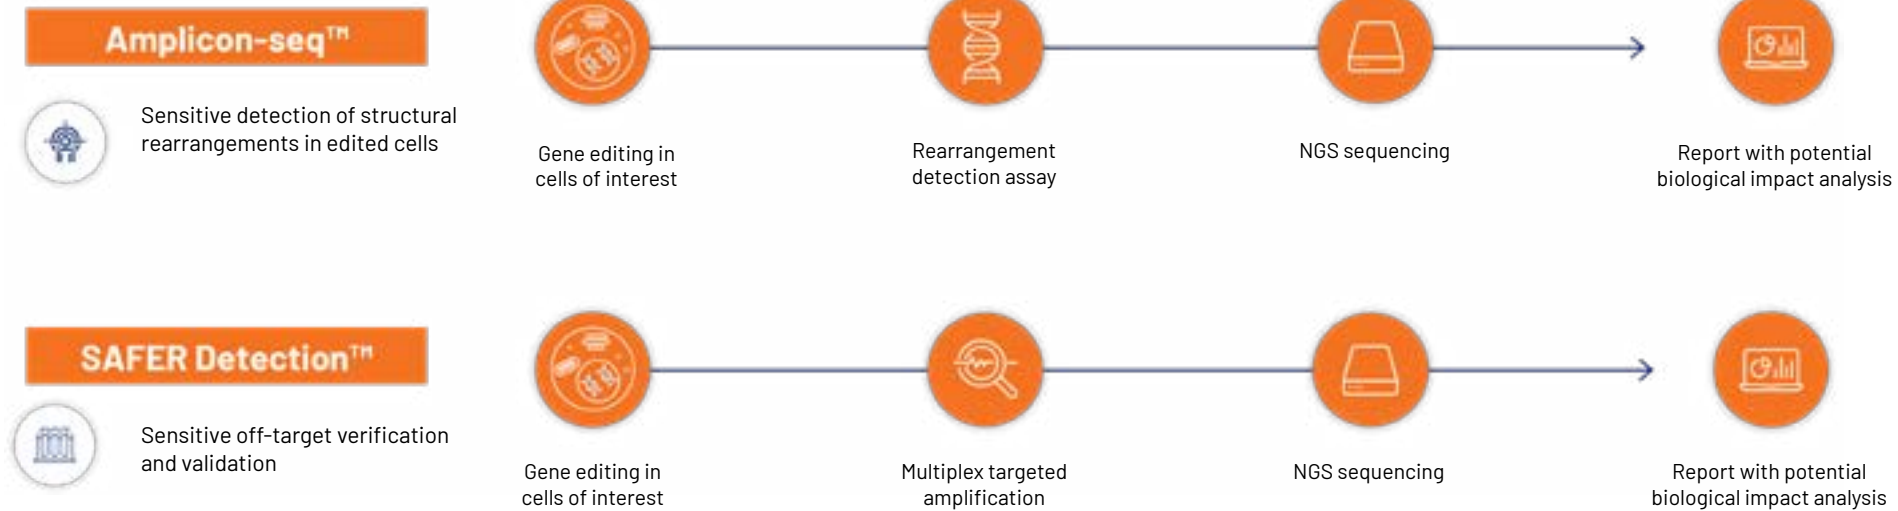 Amplicon-seq™
Sensitive detection of structural
rearrangements in edited cells
Gene editing in
cells of interest
Rearrangement
detection assay
NGS sequencing
Report with potential
biological impact analysis
SAFER Detection™
Sensitive off-target verification
and validation
Gene editing in
cells of interest
Multiplex targeted
amplification
NGS sequencing
Report with potential
biological impact analysis